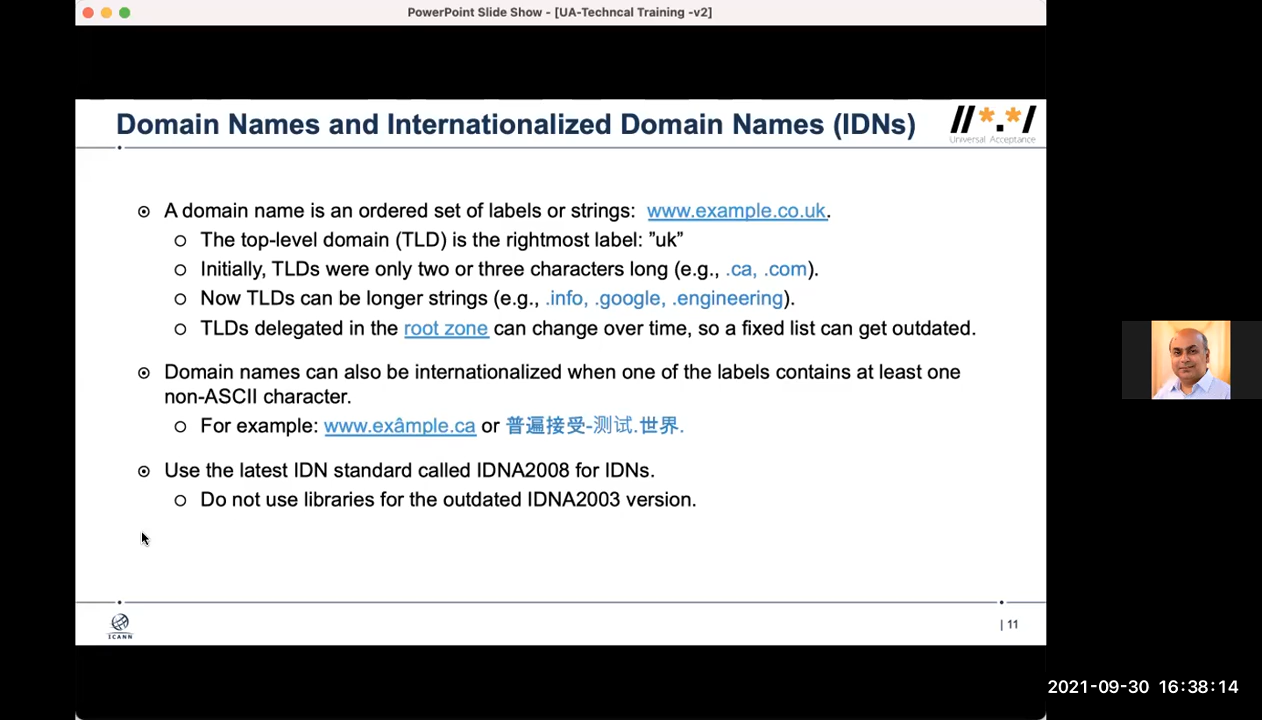 PowerPoint Slide Show - [UA-Techncal Training -v2]
Domain Names and Internationalized Domain Names (IDNs)
//*.*/
Universal Acceptance
A domain name is an ordered set of labels or strings: www.example.co.uk.
The top-level domain (TLD) is the rightmost label: ”uk”
Initially, TLDs were only two or three characters long (e.g., .ca, .com).
Now TLDs can be longer strings (e.g., .info, .google, .engineering).
TLDs delegated in the root zone can change over time, so a fixed list can get outdated.
Domain names can also be internationalized when one of the labels contains at least one
non-ASCII character.
For example: www.exâmple.ca or 普遍接受-测试.世界.
Use the latest IDN standard called IDNA2008 for IDNs.
Do not use libraries for the outdated IDNA2003 version.
ICANN
| 11
2021-09-30 16:38:14